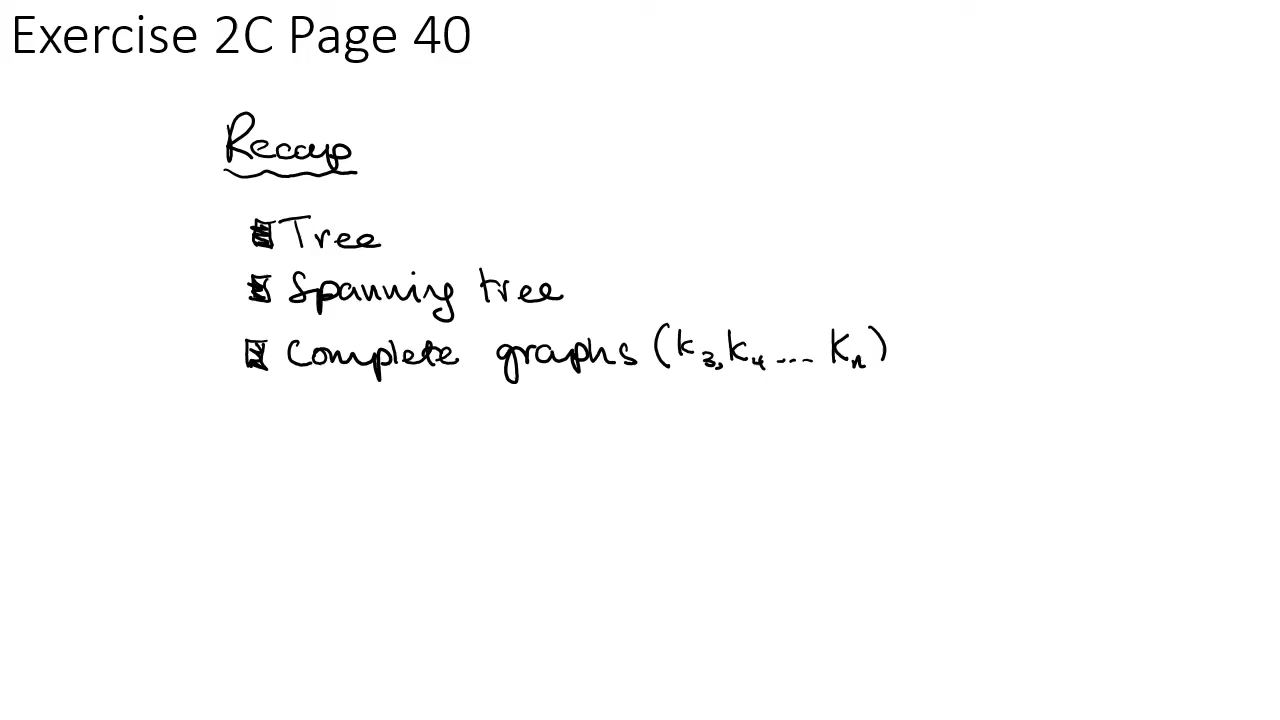 Exercise 2C Page 40
Recap
Tree
Spanning tree
Complete graphs (K₃, K₄ ... Kₙ)